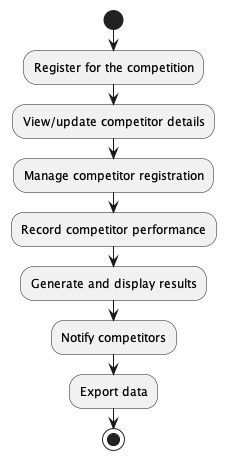 Register for the competition
View/update competitor details
Manage competitor registration
Record competitor performance
Generate and display results
Notify competitors
Export data